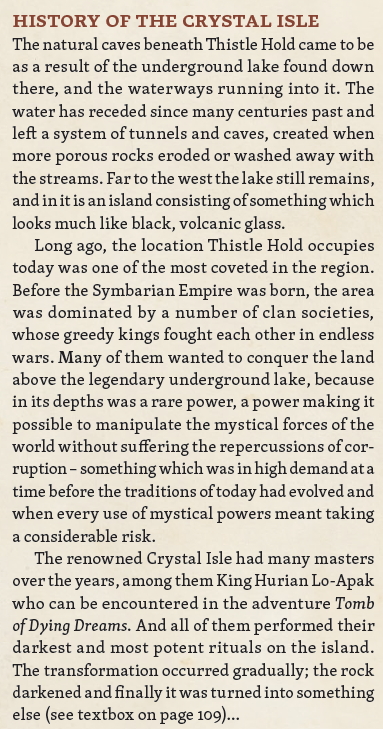 HISTORY OF THE CRYSTAL ISLE
The natural caves beneath Thistle Hold came to be
as a result of the underground lake found down
there, and the waterways running into it. The
water has receded since many centuries past and
left a system of tunnels and caves, created when
more porous rocks eroded or washed away with
the streams. Far to the west the lake still remains,
and in it is an island consisting of something which
looks much like black, volcanic glass.
Long ago, the location Thistle Hold occupies
today was one of the most coveted in the region.
Before the Symbarian Empire was born, the area
was dominated by a number of clan societies,
whose greedy kings fought each other in endless
wars. Many of them wanted to conquer the land
above the legendary underground lake, because
in its depths was a rare power, a power making it
possible to manipulate the mystical forces of the
world without suffering the repercussions of cor-
ruption – something which was in high demand at a
time before the traditions of today had evolved and
when every use of mystical powers meant taking
a considerable risk.
The renowned Crystal Isle had many masters
over the years, among them King Hurian Lo-Apak
who can be encountered in the adventure Tomb
of Dying Dreams. And all of them performed their
darkest and most potent rituals on the island.
The transformation occurred gradually; the rock
darkened and finally it was turned into something
else (see textbox on page 109)...